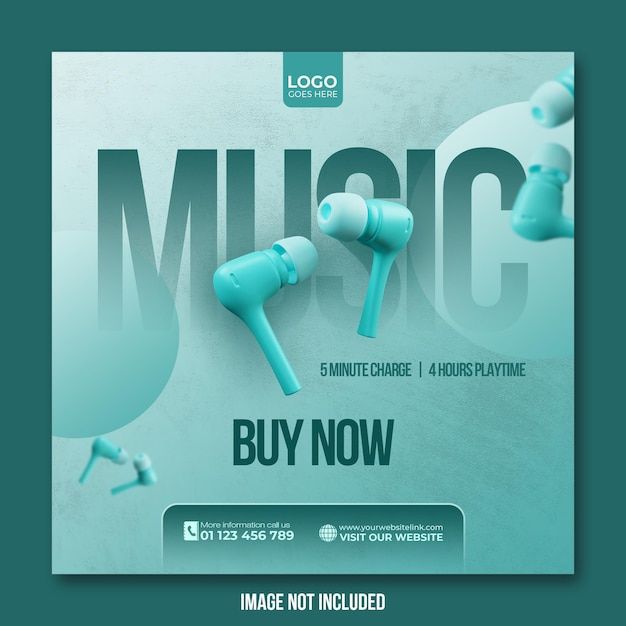 LOGO
GOES HERE
MUSIC
5 MINUTE CHARGE | 4 HOURS PLAYTIME
BUY NOW
More information call us
01 123 456 789
www.yourwebsitelink.com
VISIT OUR WEBSITE
IMAGE NOT INCLUDED